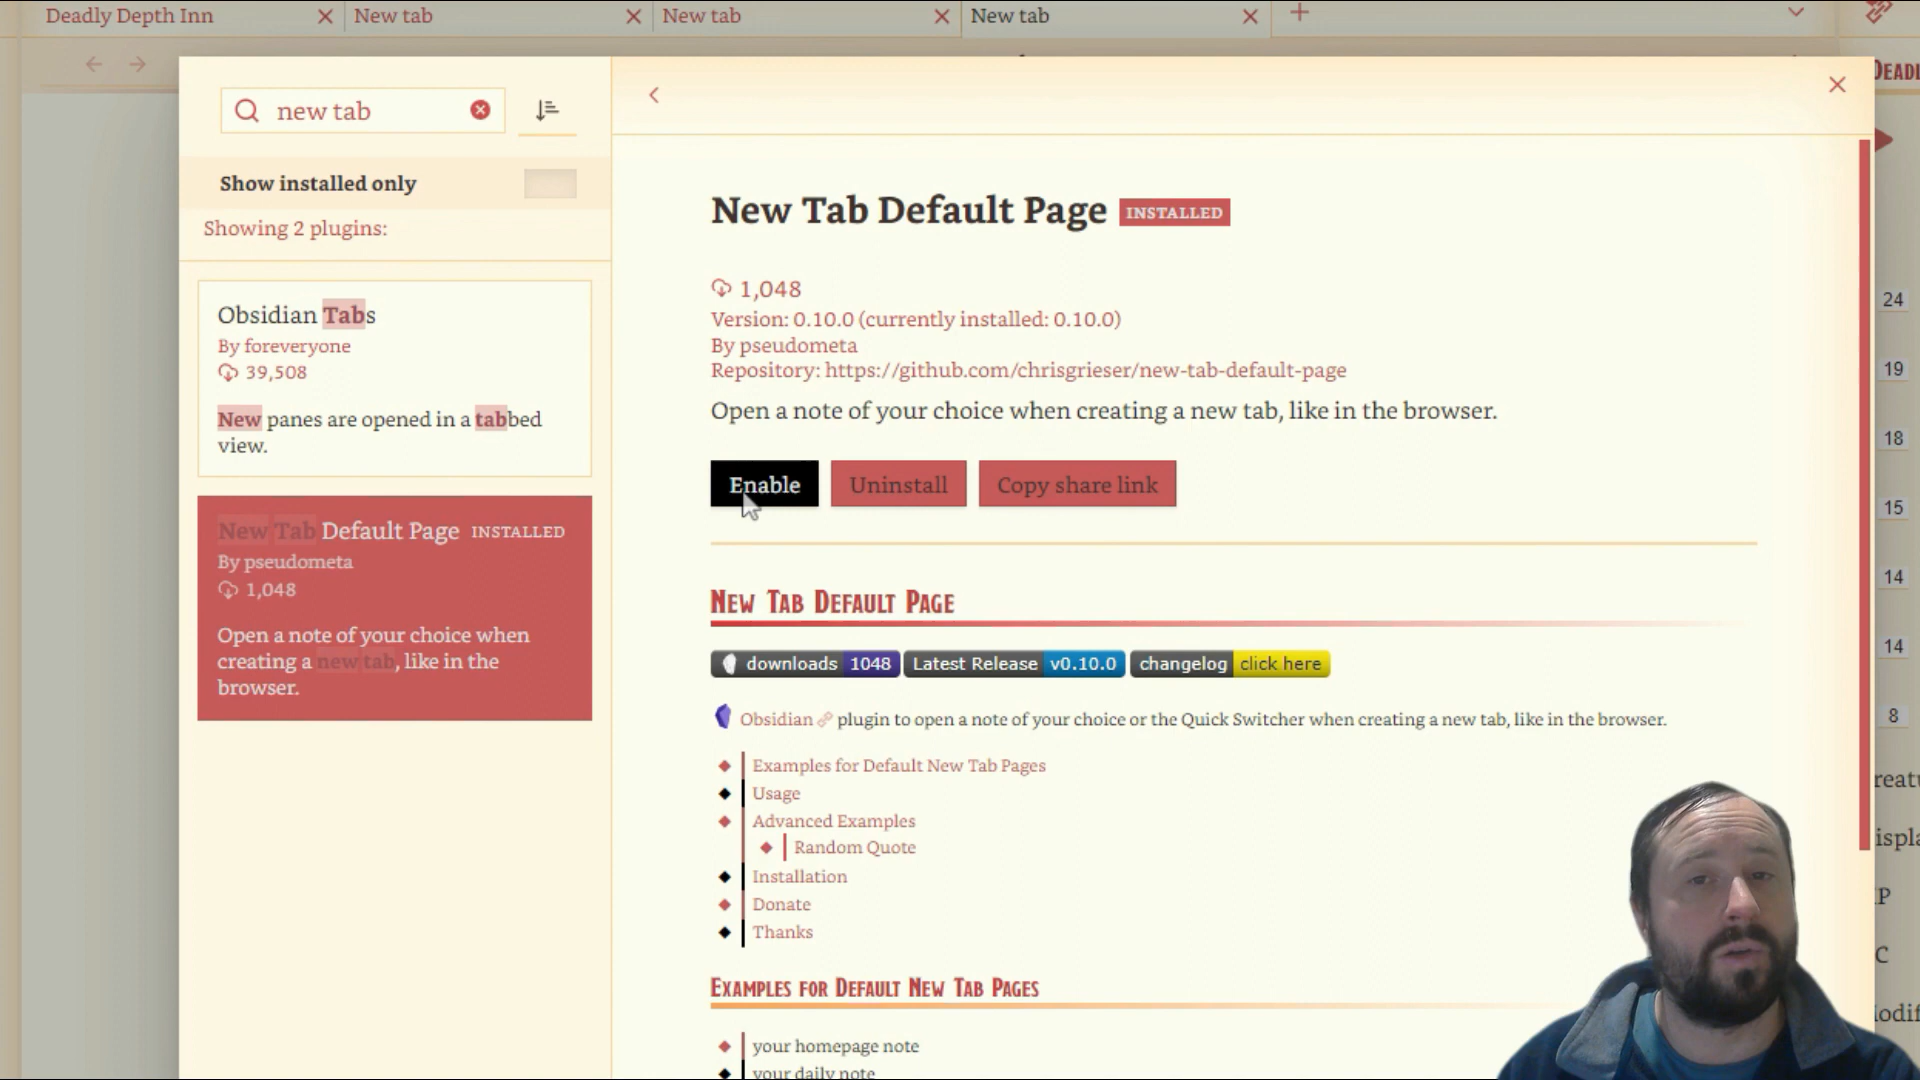 Deadly Depth Inn
New tab
New tab
New tab
new tab
Show installed only
Showing 2 plugins:
Obsidian Tabs
By foreveryone
39,508
New panes are opened in a tabbed
view.
New Tab Default Page INSTALLED
By pseudometa
1,048
Open a note of your choice when
creating a new tab, like in the
browser.
New Tab Default Page INSTALLED
1,048
Version: 0.10.0 (currently installed: 0.10.0)
By pseudometa
Repository: https://github.com/chrisgrieser/new-tab-default-page
Open a note of your choice when creating a new tab, like in the browser.
Enable Uninstall Copy share link
New Tab Default Page
downloads 1048 Latest Release v0.10.0 changelog click here
Obsidian plugin to open a note of your choice or the Quick Switcher when creating a new tab, like in the browser.
Examples for Default New Tab Pages
Usage
Advanced Examples
Random Quote
Installation
Donate
Thanks
Examples for Default New Tab Pages
your homepage note
your daily note
24
19
18
15
14
14
8